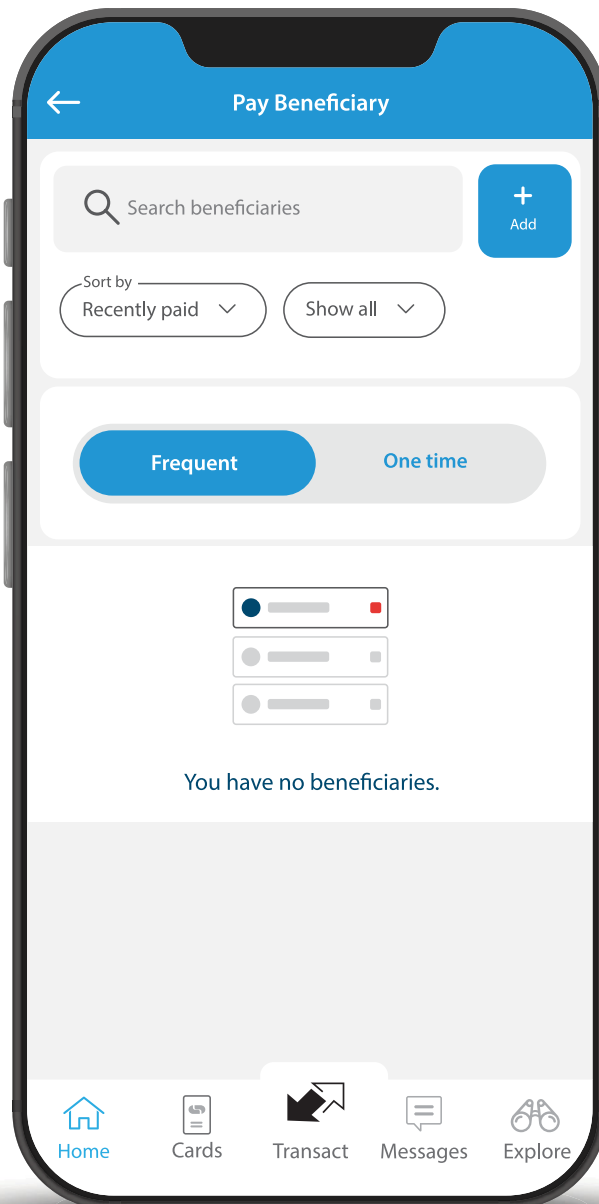 Pay Beneficiary
Search beneficiaries
+
Add
Sort by
Recently paid
Show all
Frequent
One time
You have no beneficiaries.
Home
Cards
Transact
Messages
Explore